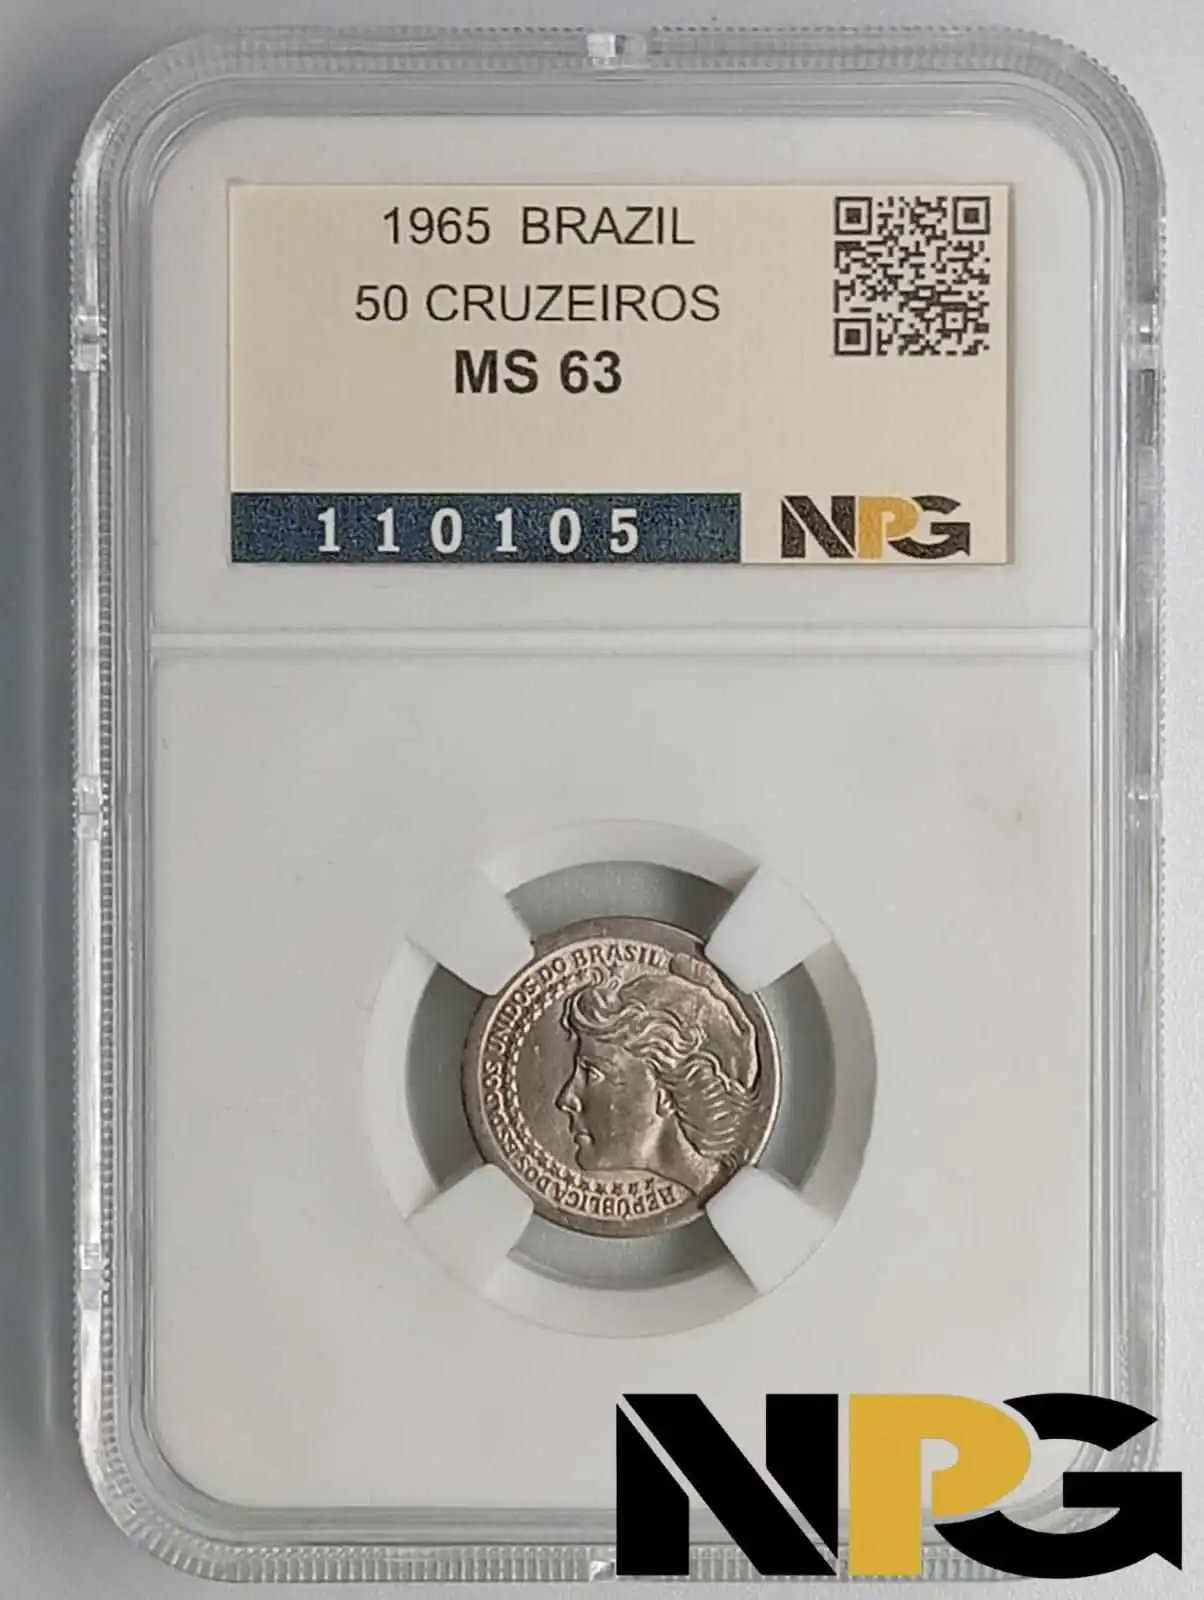 1965 BRAZIL
50 CRUZEIROS
MS 63
110105
NPG
REPÚBLICA DOS ESTADOS UNIDOS DO BRASIL
NPG